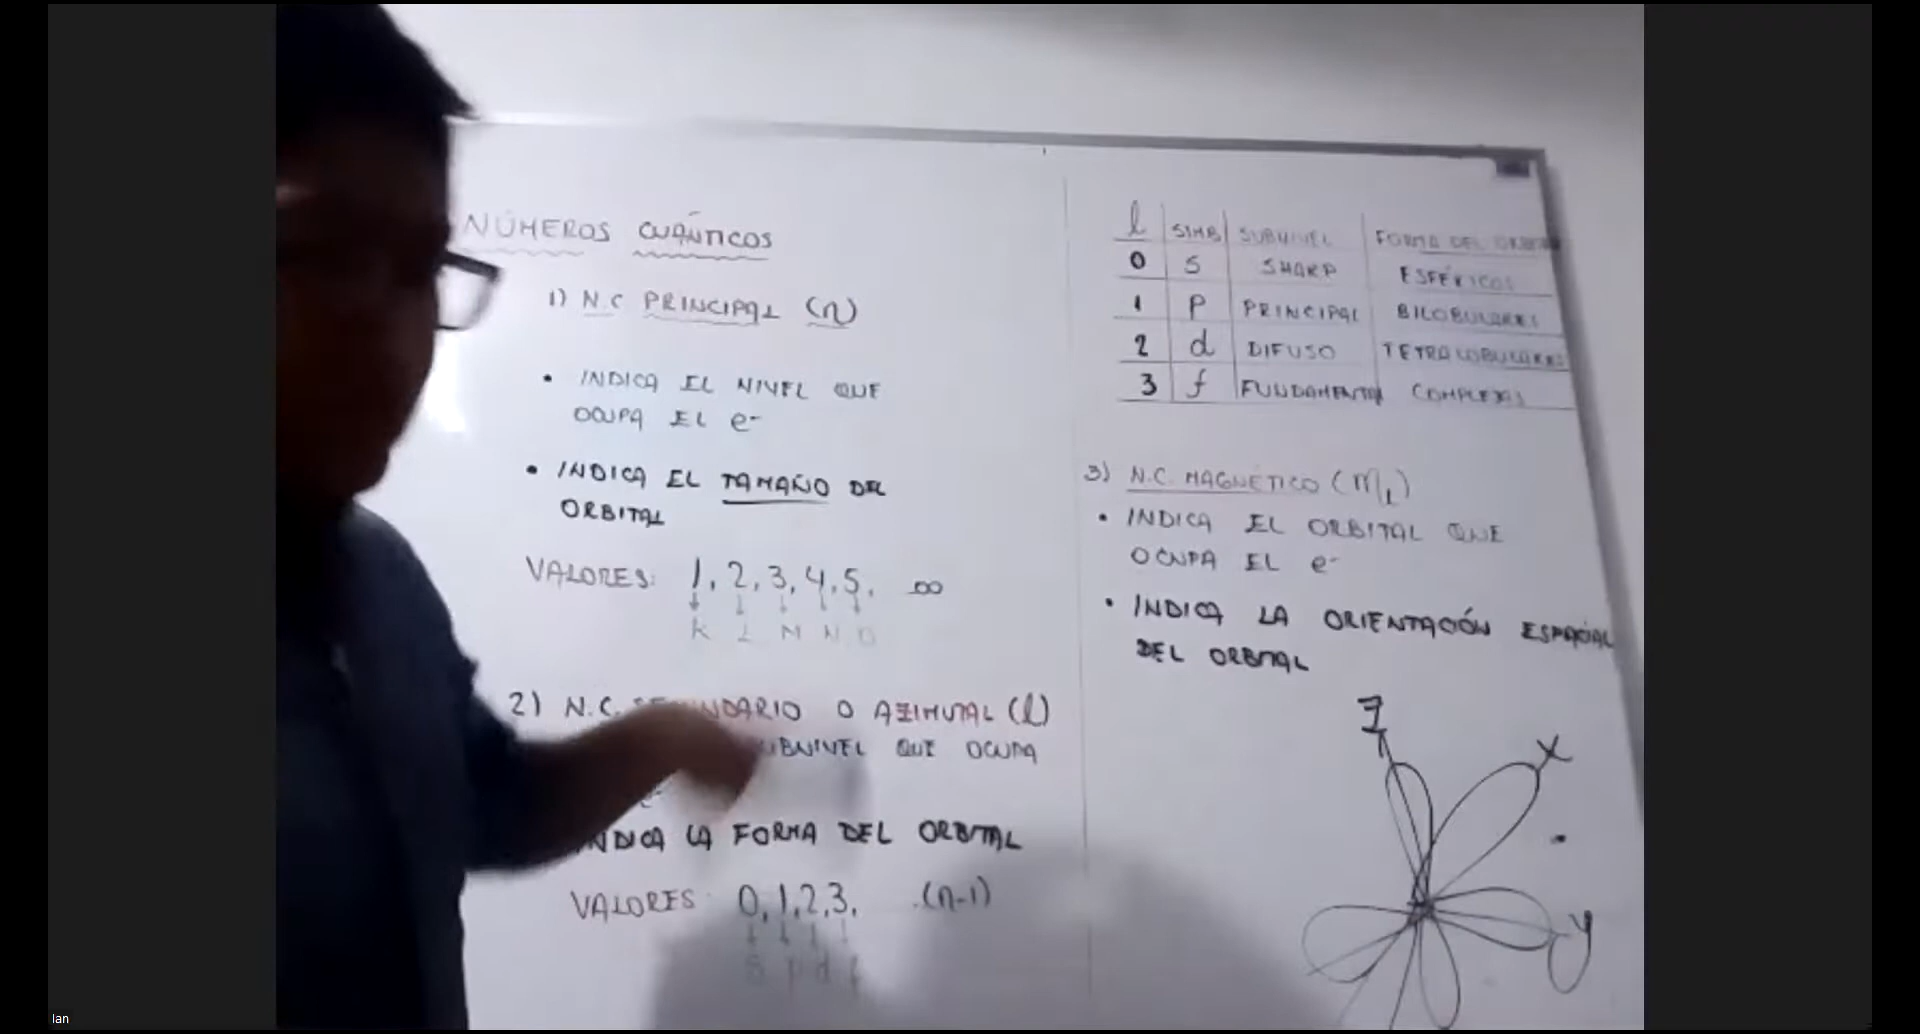 NÚMEROS CUÁNTICOS
1) N.C PRINCIPAL (n)
• INDICA EL NIVEL QUE
OCUPA EL e-
• INDICA EL TAMAÑO DEL
ORBITAL
VALORES: 1, 2, 3, 4, 5, ∞
K L M N O
2) N.C. O AZIMUTAL (l)
QUE OCUPA
e-
INDICA LA FORMA DEL ORBITAL
VALORES: 0, 1, 2, 3, .(n-1)
s p d f
l SIMB SUBNIVEL FORMA DEL
0 S SHARP ESFÉRICOS
1 p PRINCIPAL BILOBULARES
2 d DIFUSO TETRALOBULARES
3 f FUNDAMENTAL COMPLEJAS
3) N.C. MAGNÉTICO (ml)
• INDICA EL ORBITAL QUE
OCUPA EL e-
• INDICA LA ORIENTACIÓN ESPACIAL
DEL ORBITAL
Z
X
y
Ian